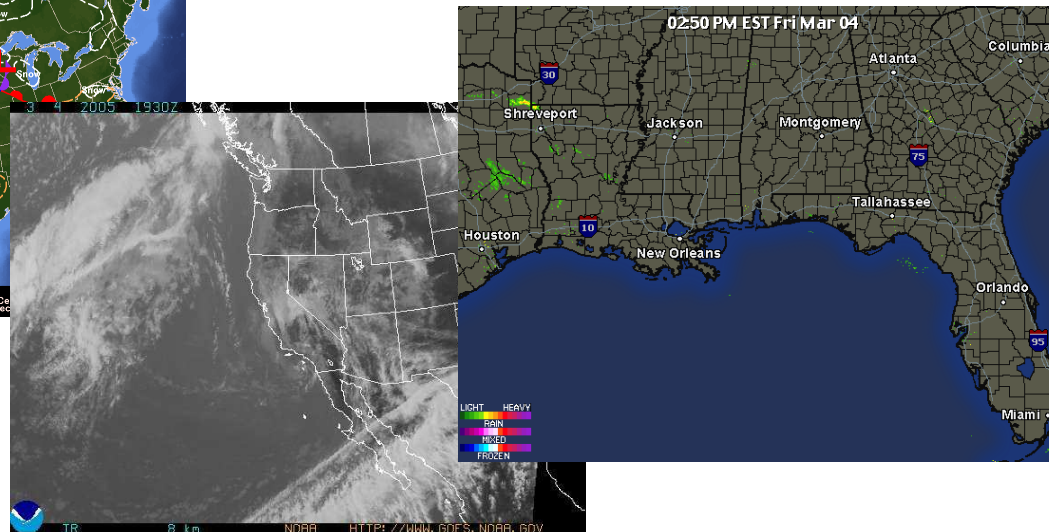 Snow
Snow
3 4 2005 1930Z
02:50 PM EST Fri Mar 04
Columbia
Atlanta
30
Shreveport
Jackson
Montgomery
75
Tallahassee
10
Houston
New Orleans
Orlando
95
Miami
LIGHT HEAVY
RAIN
MIXED
FROZEN
TR 8 km NOAA HTTP://WWW.GOES.NOAA.GOV